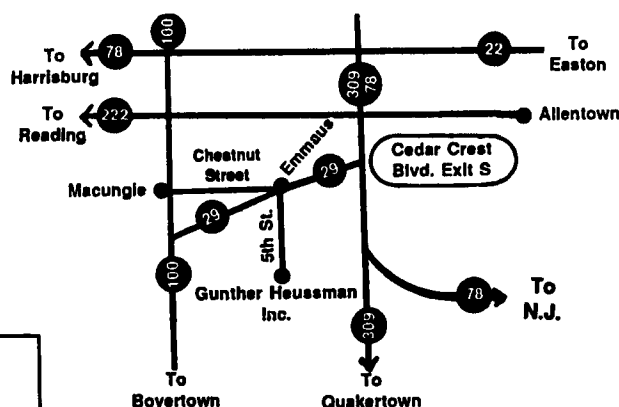 100
To
Harrisburg
78
22
To
Easton
309
78
To
Reading
222
Allentown
Emmaus
Cedar Crest
Blvd. Exit S
Chestnut
Street
29
Macungie
29
5th St.
100
Gunther Heussman
Inc.
78
To
N.J.
309
To
Bovertown
To
Quakertown